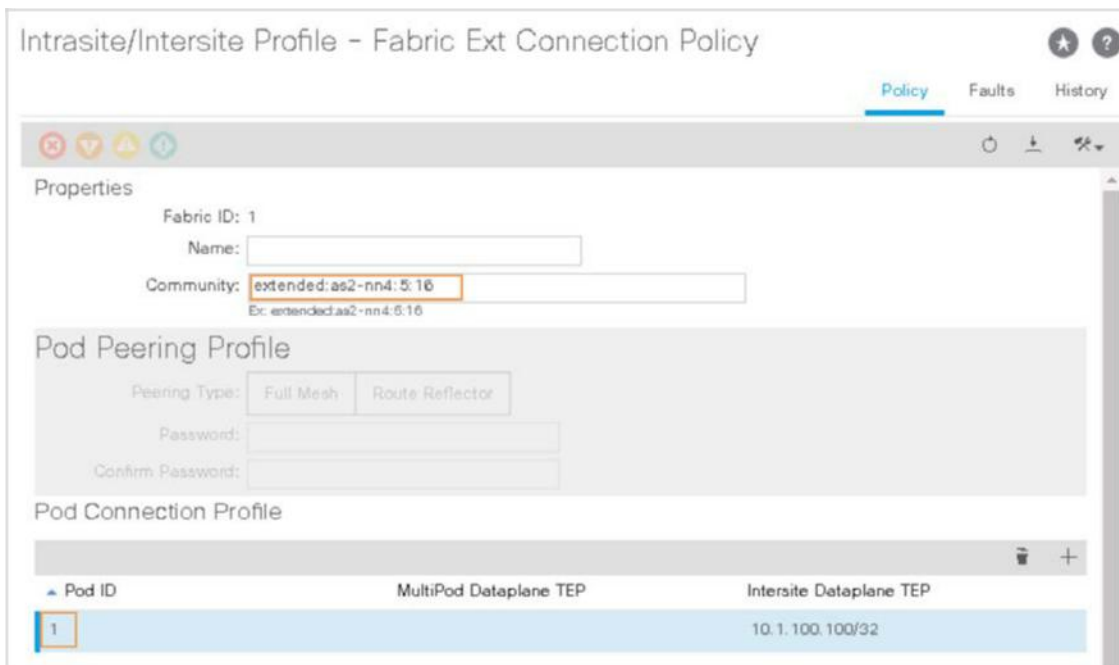 Intrasite/Intersite Profile - Fabric Ext Connection Policy
Policy Faults History
Properties
Fabric ID: 1
Name:
Community: extended:as2-nn4:5:16
Ex: extended:as2-nn4:5:16
Pod Peering Profile
Peering Type: Full Mesh Route Reflector
Password:
Confirm Password:
Pod Connection Profile
Pod ID MultiPod Dataplane TEP Intersite Dataplane TEP
1 10.1.100.100/32